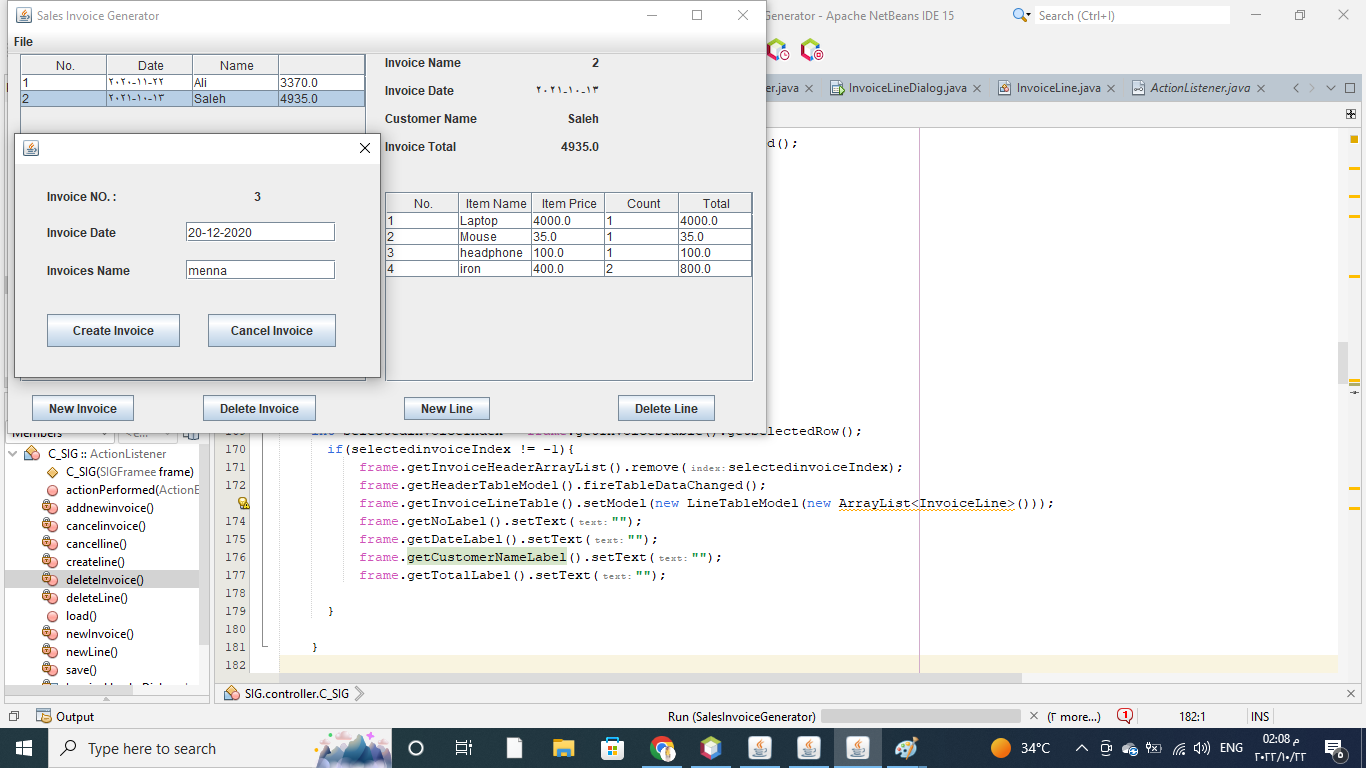 Sales Invoice Generator
Generator - Apache NetBeans IDE 15
Search (Ctrl+I)
File
er.java
InvoiceLineDialog.java
InvoiceLine.java
ActionListener.java
No. Date Name
1 ٢٠٢٠-١١-٢٢ Ali 3370.0
2 ٢٠٢١-١٠-١٣ Saleh 4935.0
Invoice Name 2
Invoice Date ٢٠٢١-١٠-١٣
Customer Name Saleh
Invoice Total 4935.0
d();
Invoice NO. : 3
Invoice Date 20-12-2020
Invoices Name menna
Create Invoice Cancel Invoice
No. Item Name Item Price Count Total
1 Laptop 4000.0 1 4000.0
2 Mouse 35.0 1 35.0
3 headphone 100.0 1 100.0
4 iron 400.0 2 800.0
New Invoice Delete Invoice New Line Delete Line
Members <e...
C_SIG :: ActionListener
C_SIG(SIGFramee frame)
actionPerformed(ActionE
addnewinvoice()
cancelinvoice()
cancelline()
createline()
deleteInvoice()
deleteLine()
load()
newInvoice()
newLine()
save()
170 if(selectedinvoiceIndex != -1){
171 frame.getInvoiceHeaderArrayList().remove(index:selectedinvoiceIndex);
172 frame.getHeaderTableModel().fireTableDataChanged();
frame.getInvoiceLineTable().setModel(new LineTableModel(new ArrayList<InvoiceLine>()));
174 frame.getNoLabel().setText(text:"");
175 frame.getDateLabel().setText(text:"");
176 frame.getCustomerNameLabel().setText(text:"");
177 frame.getTotalLabel().setText(text:"");
178
179 }
180
181 }
182
SIG.controller.C_SIG
Output
Run (SalesInvoiceGenerator)
(٢ more...)
1
182:1
INS
Type here to search
34°C
ENG
02:08 م
٢٠٢٢/١٠/٢٢
6